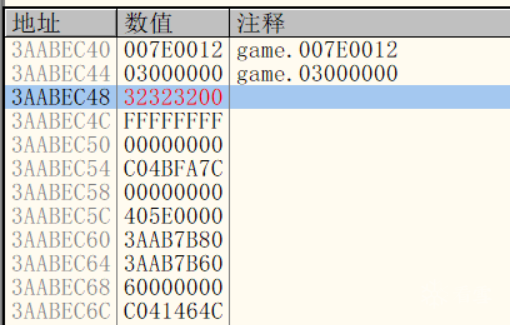 地址 数值 注释
3AABEC40 007E0012 game.007E0012
3AABEC44 03000000 game.03000000
3AABEC48 32323200
3AABEC4C FFFFFFFF
3AABEC50 00000000
3AABEC54 C04BFA7C
3AABEC58 00000000
3AABEC5C 405E0000
3AABEC60 3AAB7B80
3AABEC64 3AAB7B60
3AABEC68 60000000
3AABEC6C C041464C